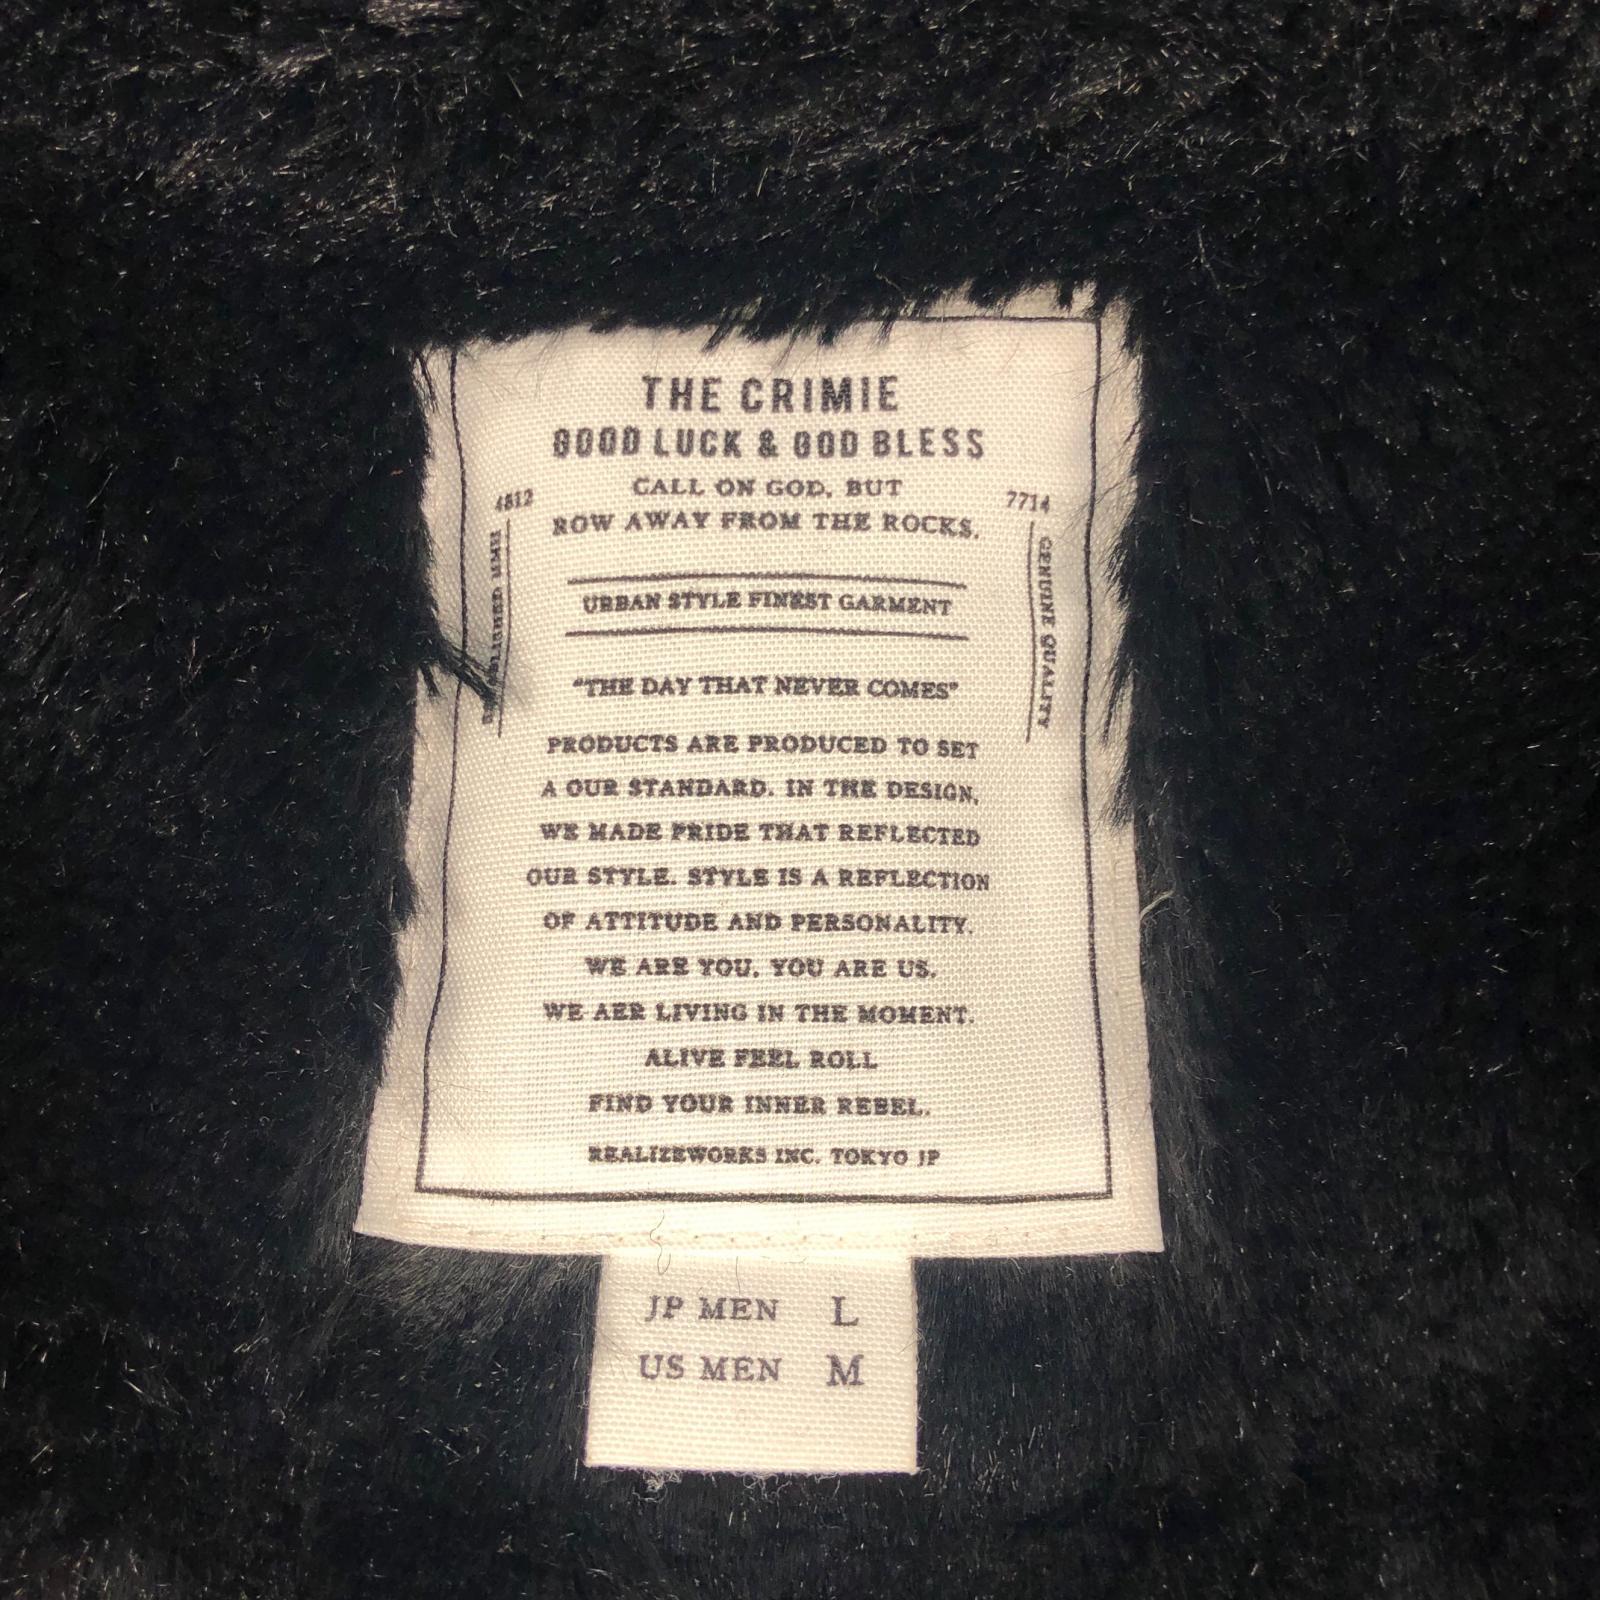 THE CRIMIE
GOOD LUCK & GOD BLESS
CALL ON GOD, BUT
ROW AWAY FROM THE ROCKS.
4812
7714
GENUINE QUALITY
URBAN STYLE FINEST GARMENT
"THE DAY THAT NEVER COMES"
PRODUCTS ARE PRODUCED TO SET
A OUR STANDARD. IN THE DESIGN,
WE MADE PRIDE THAT REFLECTED
OUR STYLE. STYLE IS A REFLECTION
OF ATTITUDE AND PERSONALITY.
WE ARE YOU. YOU ARE US.
WE AER LIVING IN THE MOMENT.
ALIVE FEEL ROLL
FIND YOUR INNER REBEL.
REALIZEWORKS INC. TOKYO JP
JP MEN L
US MEN M